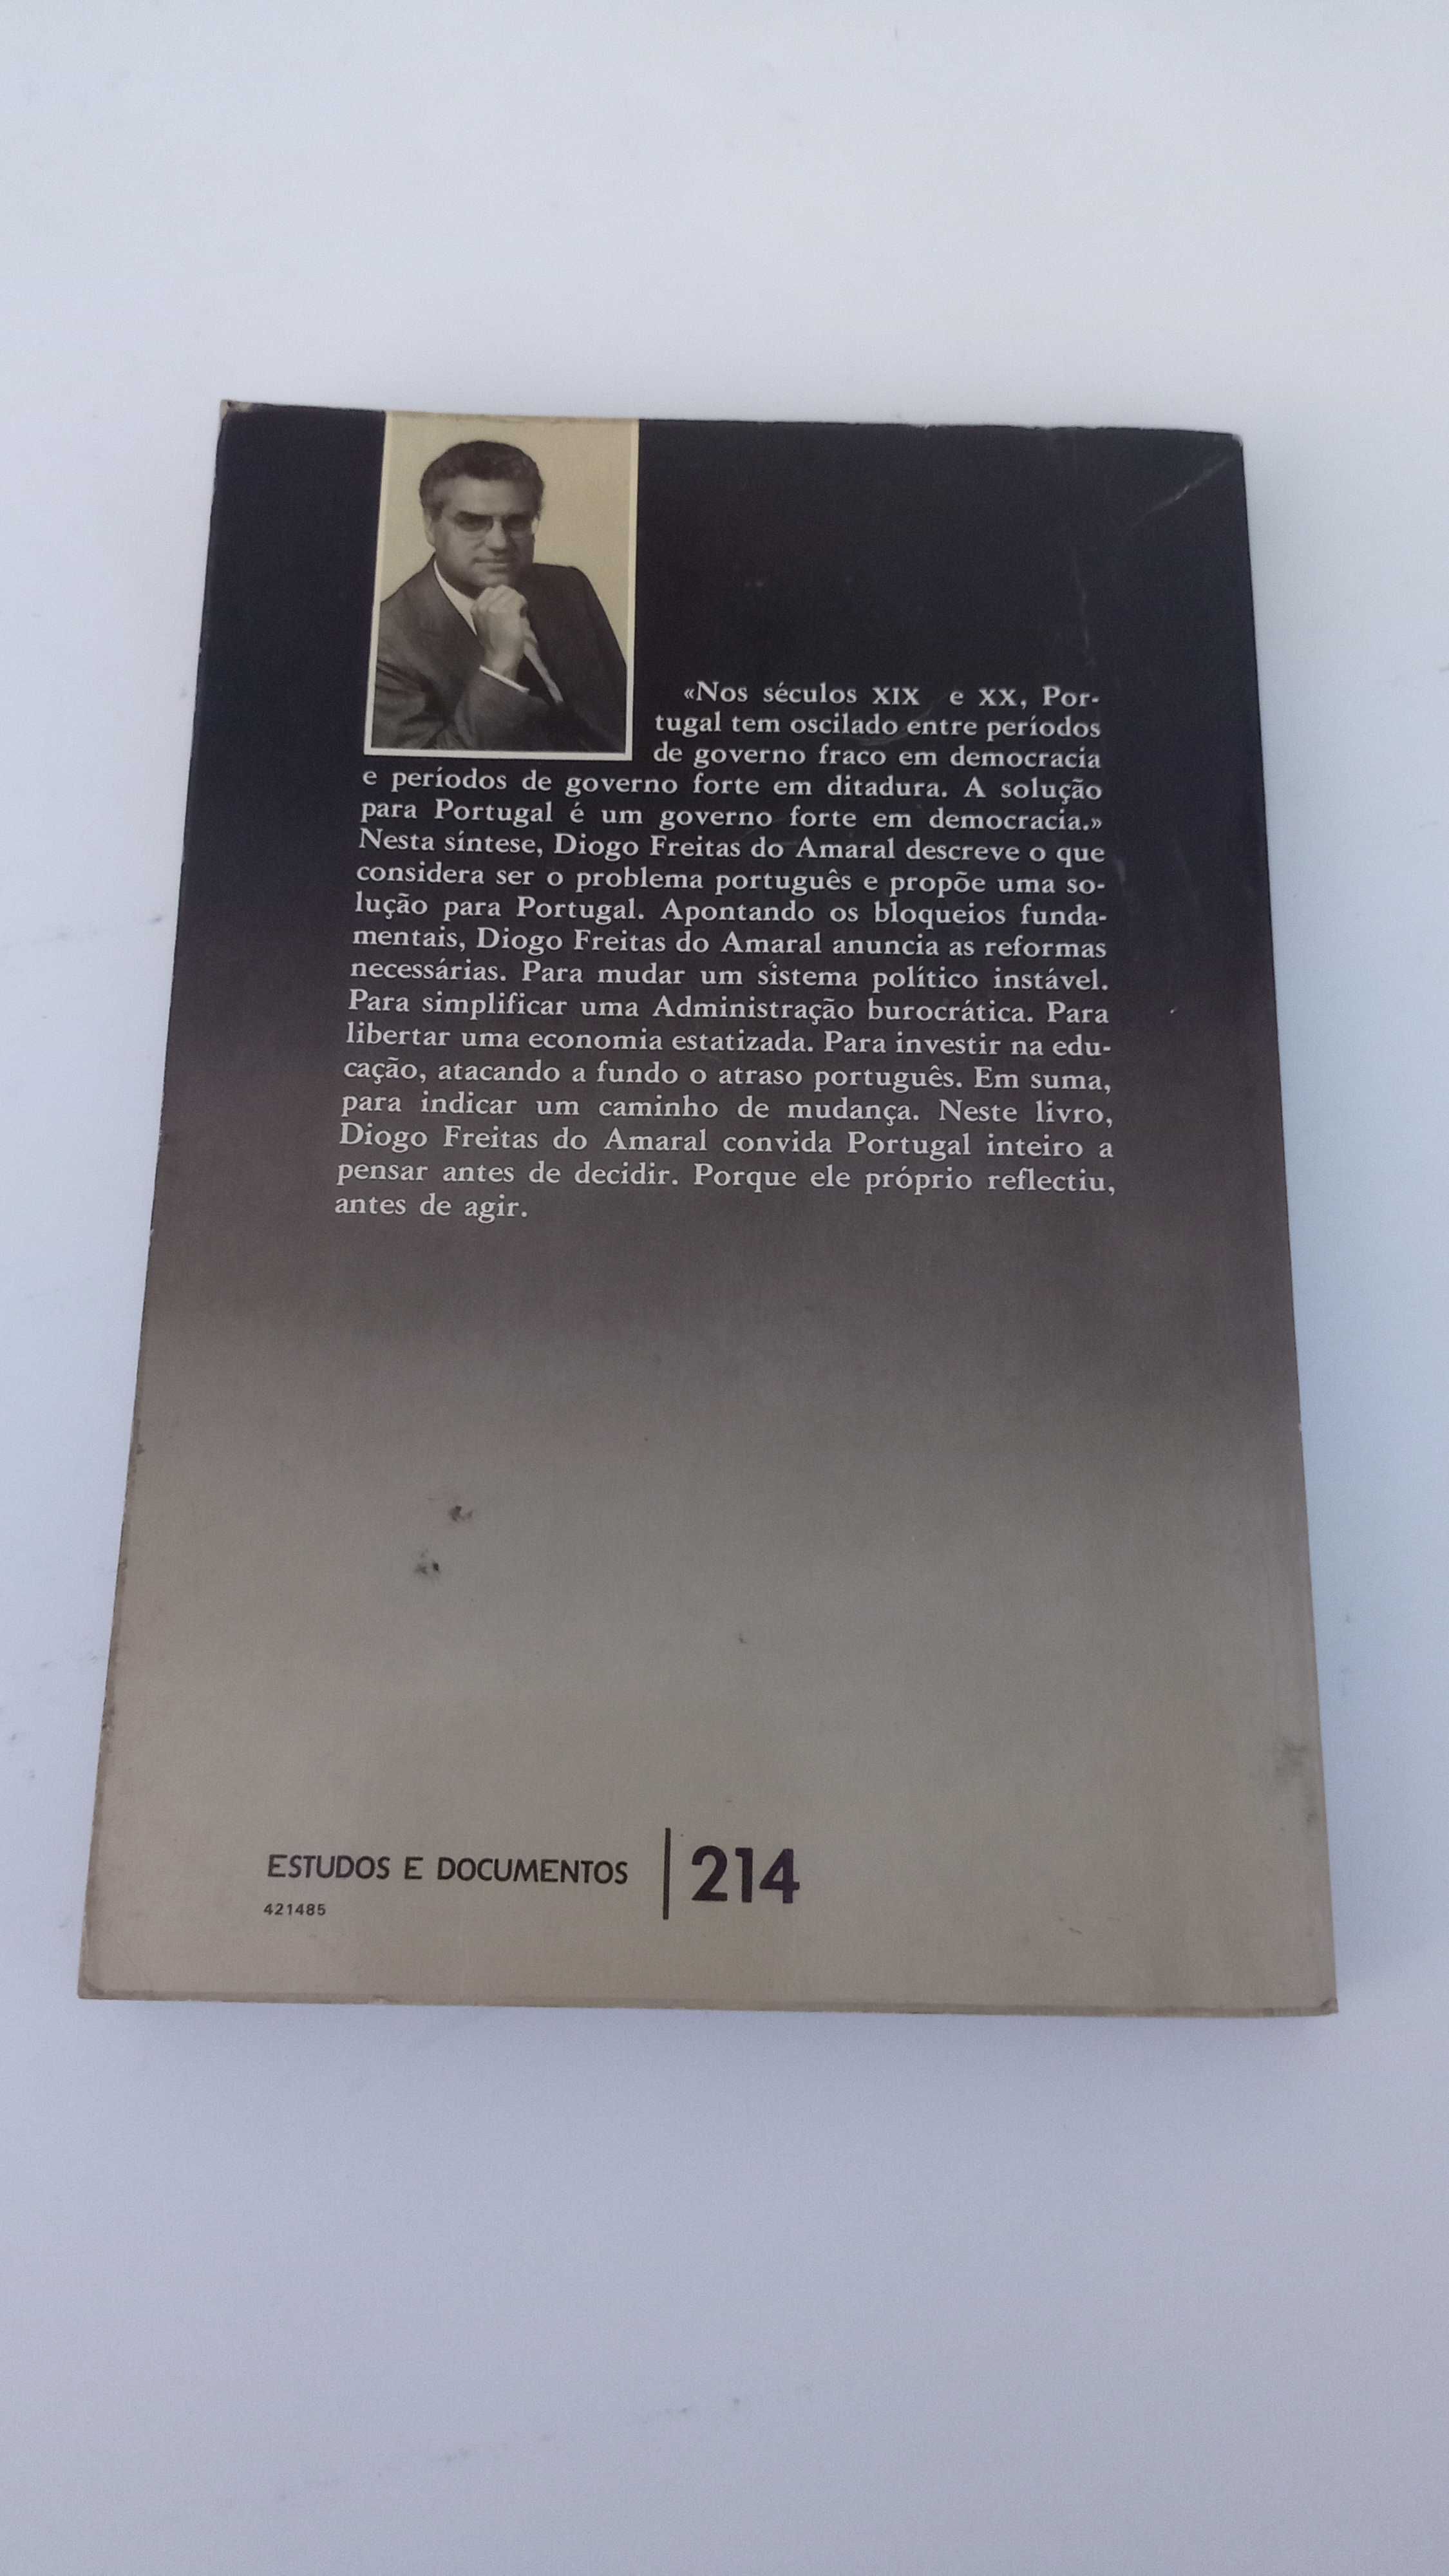 «Nos séculos XIX e XX, Por-
tugal tem oscilado entre períodos
de governo fraco em democracia
e períodos de governo forte em ditadura. A solução
para Portugal é um governo forte em democracia.»
Nesta síntese, Diogo Freitas do Amaral descreve o que
considera ser o problema português e propõe uma so-
lução para Portugal. Apontando os bloqueios funda-
mentais, Diogo Freitas do Amaral anuncia as reformas
necessárias. Para mudar um sistema político instável.
Para simplificar uma Administração burocrática. Para
libertar uma economia estatizada. Para investir na edu-
cação, atacando a fundo o atraso português. Em suma,
para indicar um caminho de mudança. Neste livro,
Diogo Freitas do Amaral convida Portugal inteiro a
pensar antes de decidir. Porque ele próprio reflectiu,
antes de agir.
ESTUDOS E DOCUMENTOS | 214
421485